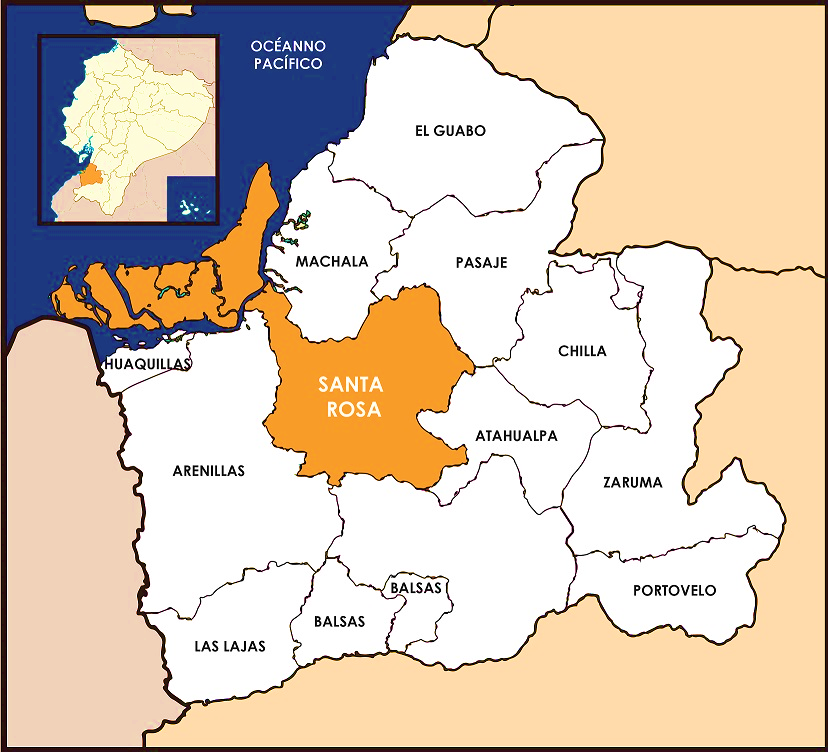 OCÉANNO
PACÍFICO
EL GUABO
MACHALA
PASAJE
HUAQUILLAS
CHILLA
SANTA
ROSA
ATAHUALPA
ARENILLAS
ZARUMA
BALSAS
PORTOVELO
BALSAS
LAS LAJAS